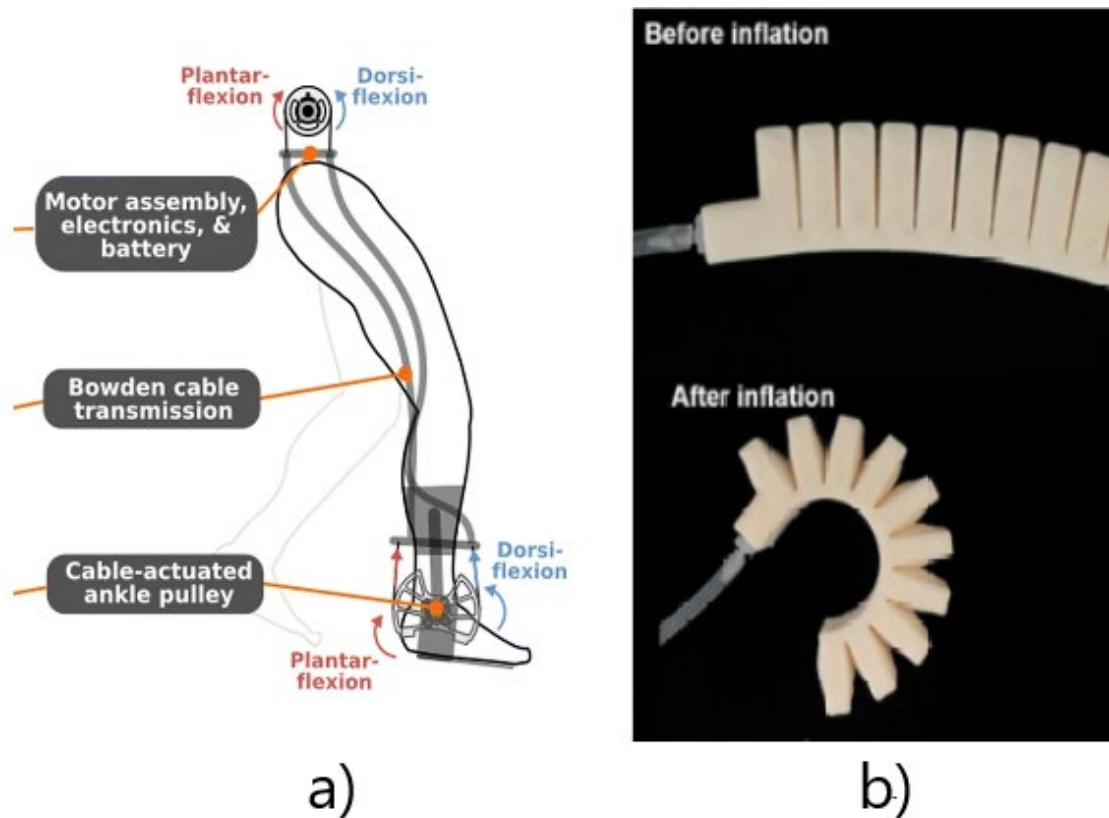 Plantar-
flexion
Dorsi-
flexion
Motor assembly,
electronics, &
battery
Bowden cable
transmission
Cable-actuated
ankle pulley
Dorsi-
flexion
Plantar-
flexion
a)
Before inflation
After inflation
b)